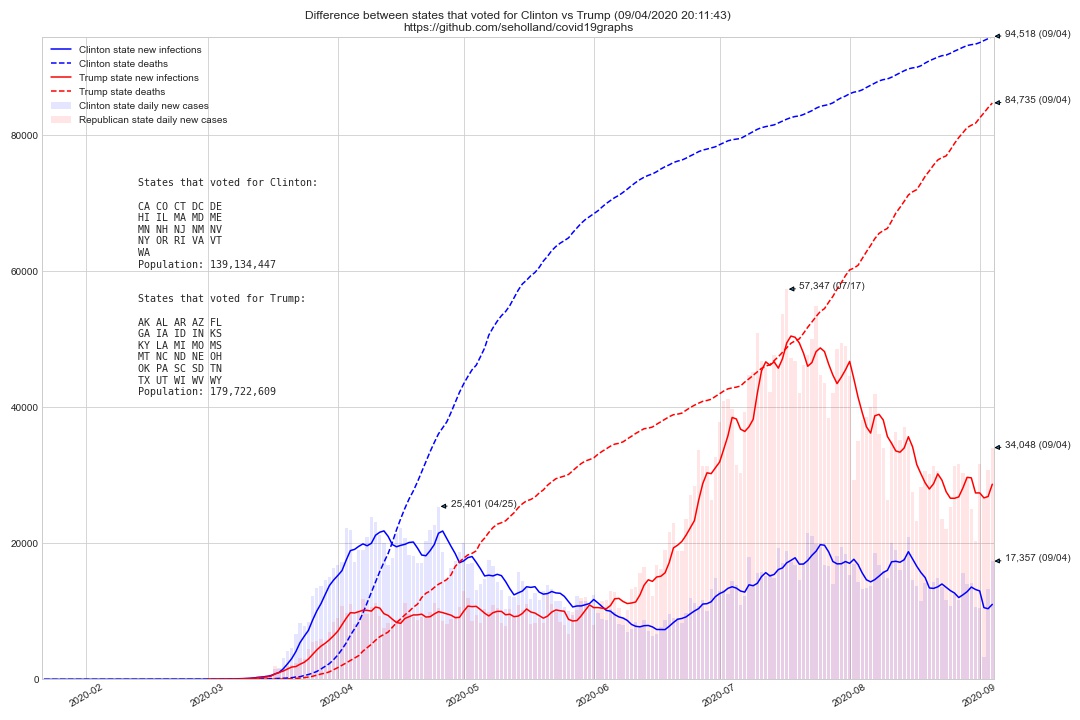 Difference between states that voted for Clinton vs Trump (09/04/2020 20:11:43)
https://github.com/seholland/covid19graphs
Clinton state new infections
Clinton state deaths
Trump state new infections
Trump state deaths
Clinton state daily new cases
Republican state daily new cases
94,518 (09/04)
84,735 (09/04)
80000
States that voted for Clinton:
CA CO CT DC DE
HI IL MA MD ME
MN NH NJ NM NV
NY OR RI VA VT
WA
Population: 139,134,447
60000
57,347 (07/17)
States that voted for Trump:
AK AL AR AZ FL
GA IA ID IN KS
KY LA MI MO MS
MT NC ND NE OH
OK PA SC SD TN
TX UT WI WV WY
Population: 179,722,609
40000
34,048 (09/04)
25,401 (04/25)
20000
17,357 (09/04)
0
2020-02
2020-03
2020-04
2020-05
2020-06
2020-07
2020-08
2020-09